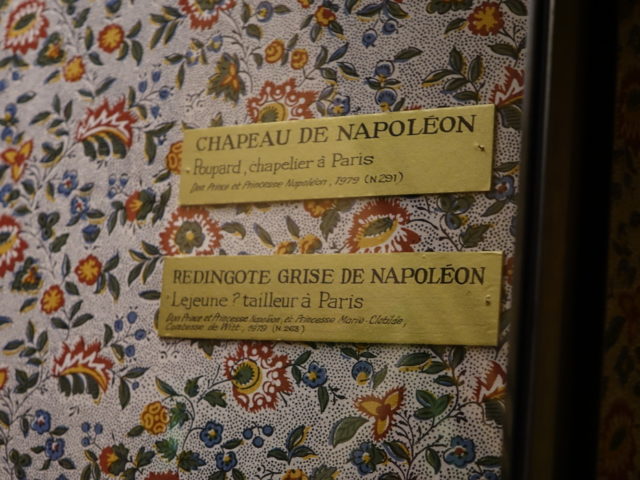 CHAPEAU DE NAPOLÉON
Poupard, chapelier à Paris
Don Prince et Princesse Napoléon, 1979 (N 291)
REDINGOTE GRISE DE NAPOLÉON
Lejeune ? tailleur à Paris
Don Prince et Princesse Napoléon, et Princesse Marie-Clotilde,
Comtesse de Witt, 1979 (N 263)